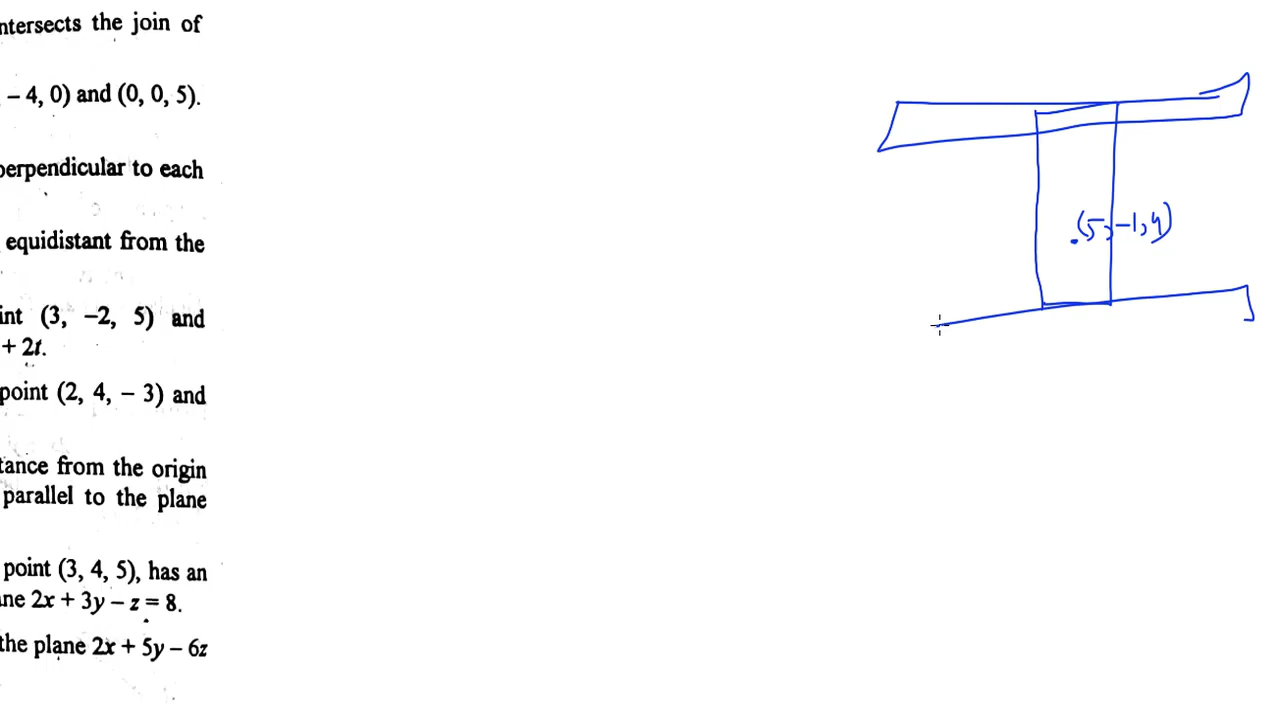 ntersects the join of
– 4, 0) and (0, 0, 5).
perpendicular to each
equidistant from the
int (3, –2, 5) and
+ 2t.
point (2, 4, – 3) and
tance from the origin
parallel to the plane
point (3, 4, 5), has an
ne 2x + 3y – z = 8.
the plane 2x + 5y – 6z
.(5, -1, 4)